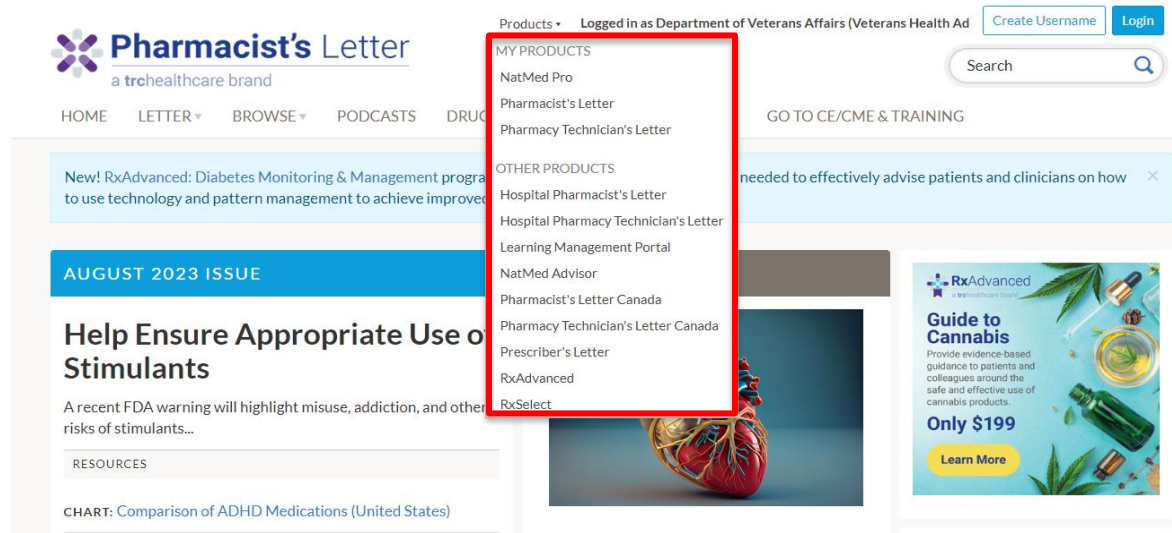 Products ▾ Logged in as Department of Veterans Affairs (Veterans Health Ad
Create Username
Login
Pharmacist's Letter
a trchealthcare brand
Search
MY PRODUCTS
NatMed Pro
Pharmacist's Letter
Pharmacy Technician's Letter
OTHER PRODUCTS
Hospital Pharmacist's Letter
Hospital Pharmacy Technician's Letter
Learning Management Portal
NatMed Advisor
Pharmacist's Letter Canada
Pharmacy Technician's Letter Canada
Prescriber's Letter
RxAdvanced
RxSelect
HOME LETTER ▾ BROWSE ▾ PODCASTS DRUG GO TO CE/CME & TRAINING
New! RxAdvanced: Diabetes Monitoring & Management progra needed to effectively advise patients and clinicians on how ×
to use technology and pattern management to achieve improved
AUGUST 2023 ISSUE
Help Ensure Appropriate Use of
Stimulants
A recent FDA warning will highlight misuse, addiction, and other
risks of stimulants...
RESOURCES
CHART: Comparison of ADHD Medications (United States)
RxAdvanced
a trchealthcare brand
Guide to
Cannabis
Provide evidence-based
guidance to patients and
colleagues around the
safe and effective use of
cannabis products.
Only $199
Learn More